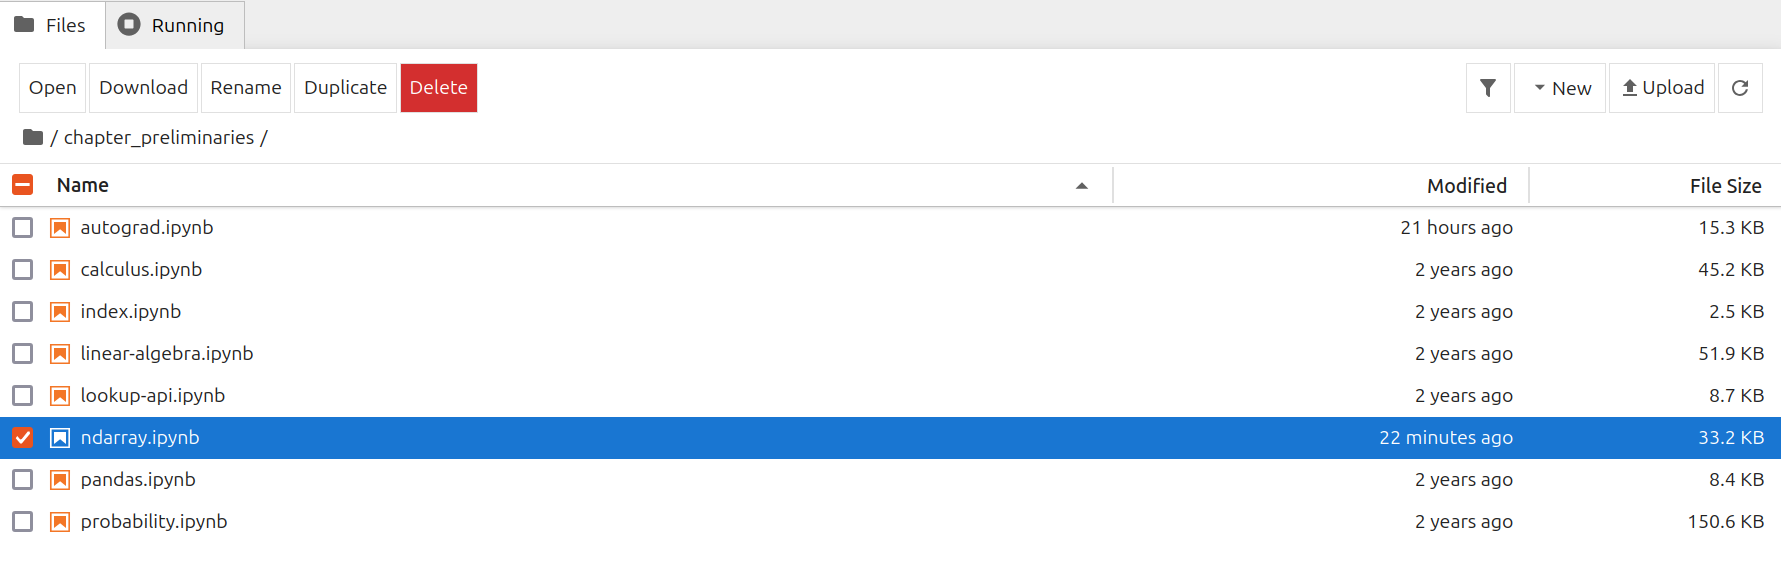 Files Running
Open Download Rename Duplicate Delete New Upload
/ chapter_preliminaries /
Name Modified File Size
autograd.ipynb 21 hours ago 15.3 KB
calculus.ipynb 2 years ago 45.2 KB
index.ipynb 2 years ago 2.5 KB
linear-algebra.ipynb 2 years ago 51.9 KB
lookup-api.ipynb 2 years ago 8.7 KB
ndarray.ipynb 22 minutes ago 33.2 KB
pandas.ipynb 2 years ago 8.4 KB
probability.ipynb 2 years ago 150.6 KB